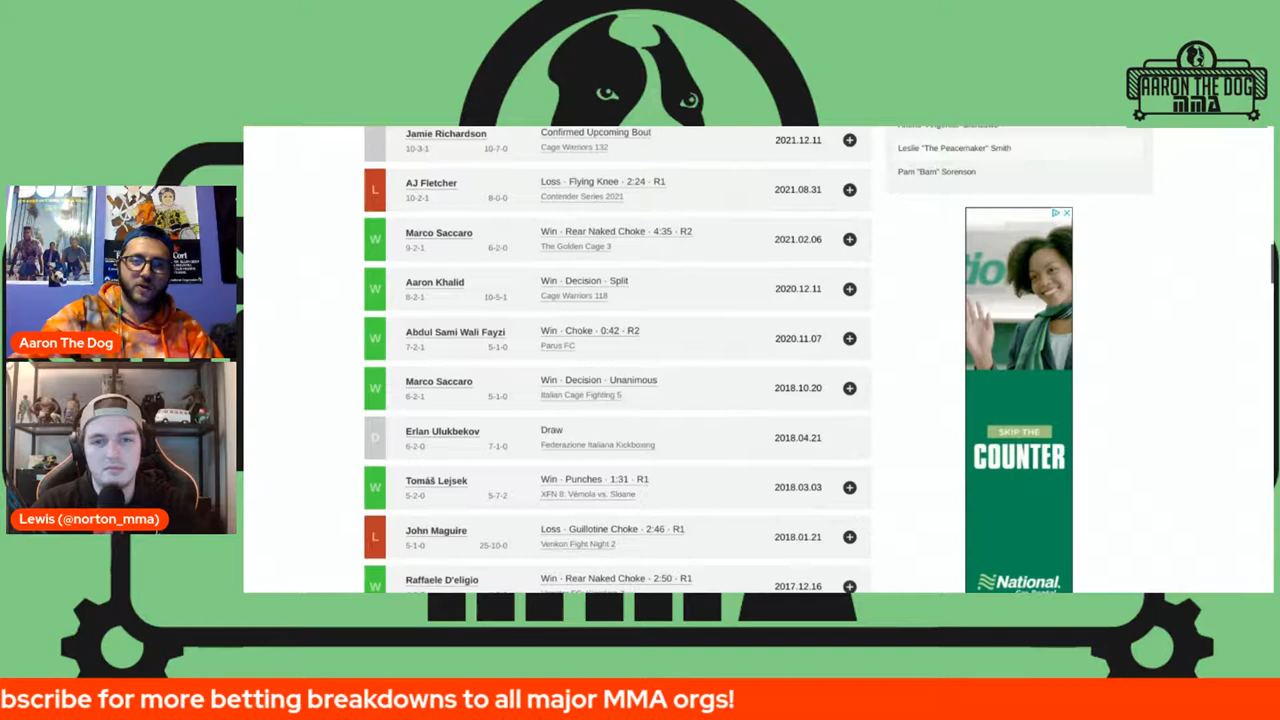 AARON THE DOG
MMA
Jamie Richardson
Confirmed Upcoming Bout
10-3-1
10-7-0
Cage Warriors 132
2021.12.11
L
AJ Fletcher
Loss · Flying Knee · 2:24 · R1
10-2-1
8-0-0
Contender Series 2021
2021.08.31
W
Marco Saccaro
Win · Rear Naked Choke · 4:35 · R2
9-2-1
6-2-0
The Golden Cage 3
2021.02.06
W
Aaron Khalid
Win · Decision · Split
8-2-1
10-5-1
Cage Warriors 118
2020.12.11
W
Abdul Sami Wali Fayzi
Win · Choke · 0:42 · R2
7-2-1
5-1-0
Parus FC
2020.11.07
W
Marco Saccaro
Win · Decision · Unanimous
6-2-1
5-1-0
Italian Cage Fighting 5
2018.10.20
D
Erlan Ulukbekov
Draw
6-2-0
7-1-0
Federazione Italiana Kickboxing
2018.04.21
W
Tomáš Lejsek
Win · Punches · 1:31 · R1
5-2-0
5-7-2
XFN 8: Vémola vs. Sloane
2018.03.03
L
John Maguire
Loss · Guillotine Choke · 2:46 · R1
5-1-0
25-10-0
Venkon Fight Night 2
2018.01.21
W
Raffaele D'eligio
Win · Rear Naked Choke · 2:50 · R1
2017.12.16
Leslie "The Peacemaker" Smith
Pam "Bam" Sorenson
SKIP THE
COUNTER
National.
Aaron The Dog
Lewis (@norton_mma)
bscribe for more betting breakdowns to all major MMA orgs!